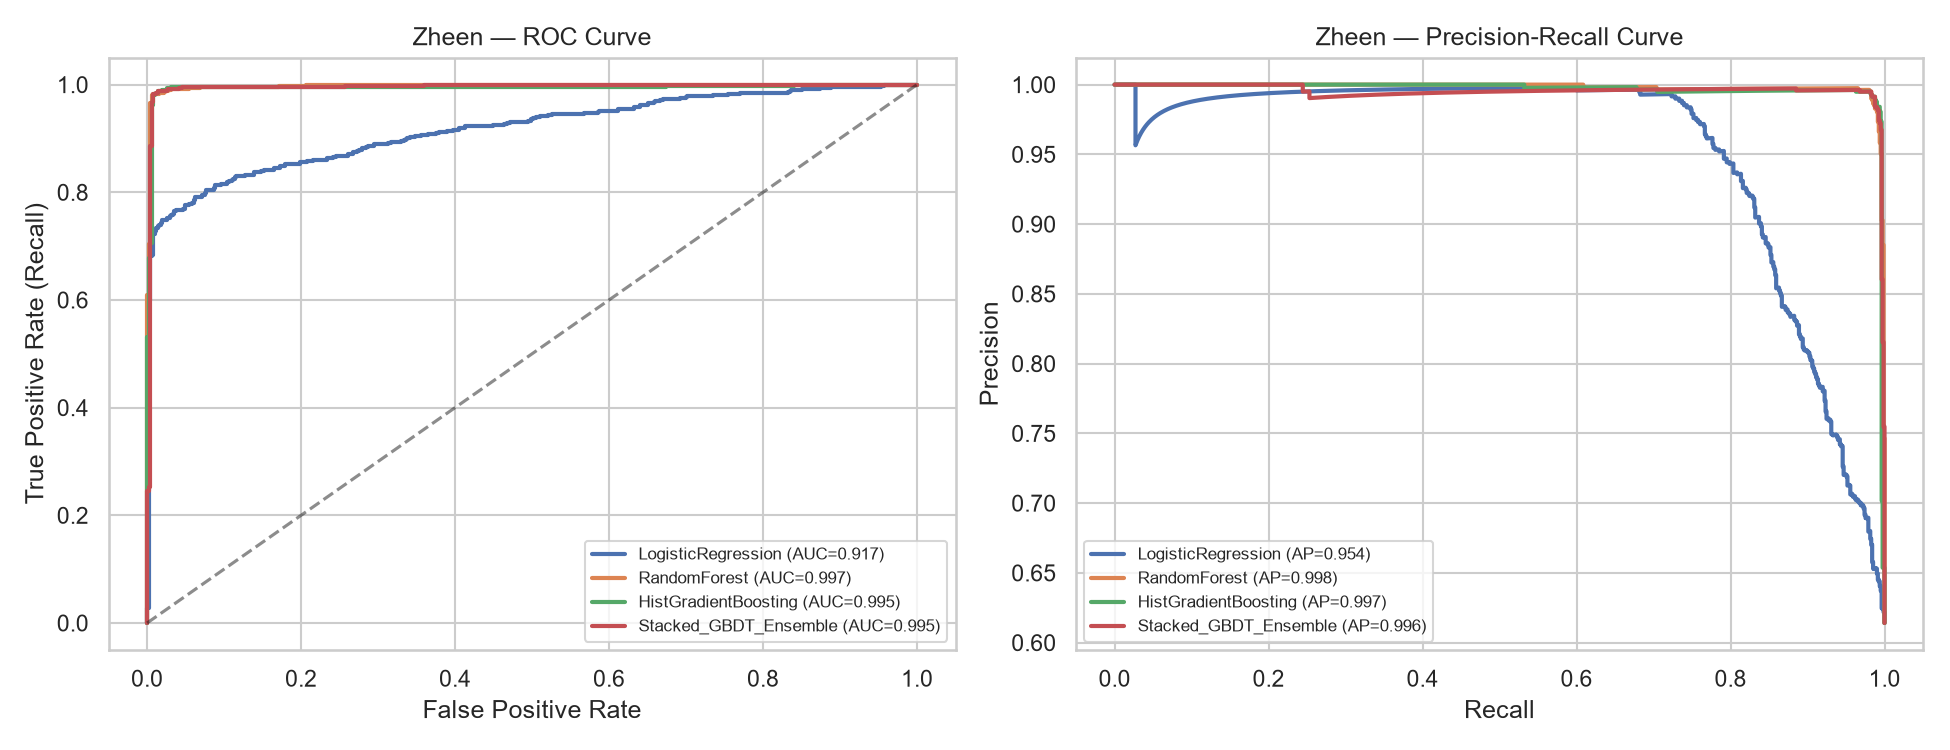 Zheen — ROC Curve
True Positive Rate (Recall)
1.0
0.8
0.6
0.4
0.2
0.0
0.0 0.2 0.4 0.6 0.8 1.0
False Positive Rate
LogisticRegression (AUC=0.917)
RandomForest (AUC=0.997)
HistGradientBoosting (AUC=0.995)
Stacked_GBDT_Ensemble (AUC=0.995)
Zheen — Precision-Recall Curve
Precision
1.00
0.95
0.90
0.85
0.80
0.75
0.70
0.65
0.60
0.0 0.2 0.4 0.6 0.8 1.0
Recall
LogisticRegression (AP=0.954)
RandomForest (AP=0.998)
HistGradientBoosting (AP=0.997)
Stacked_GBDT_Ensemble (AP=0.996)